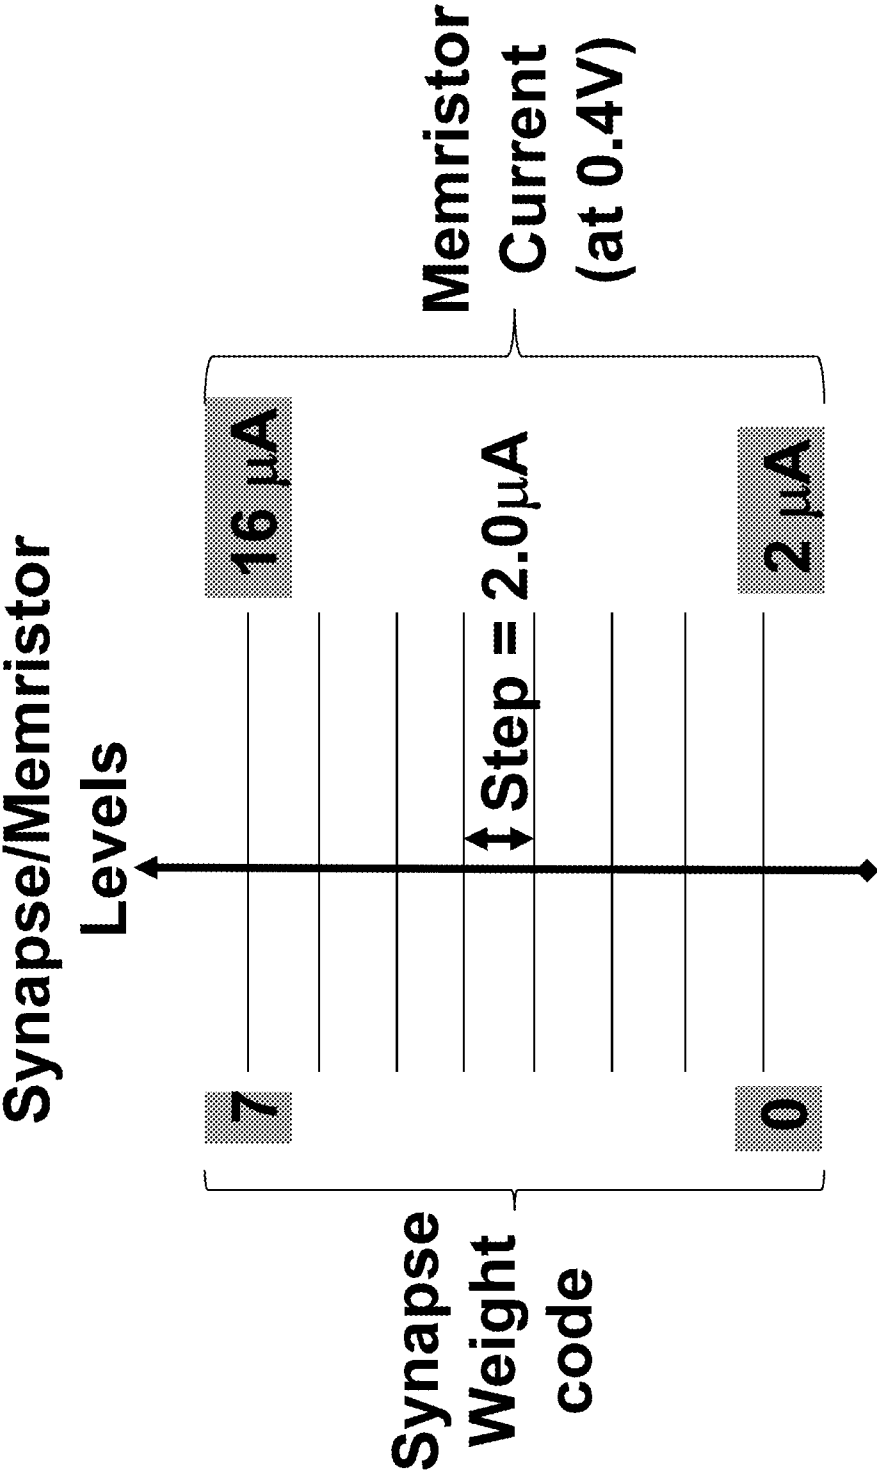 Synapse/Memristor
Levels
Synapse
Weight
code
7
0
Step = 2.0μA
16 μA
2 μA
Memristor
Current
(at 0.4V)